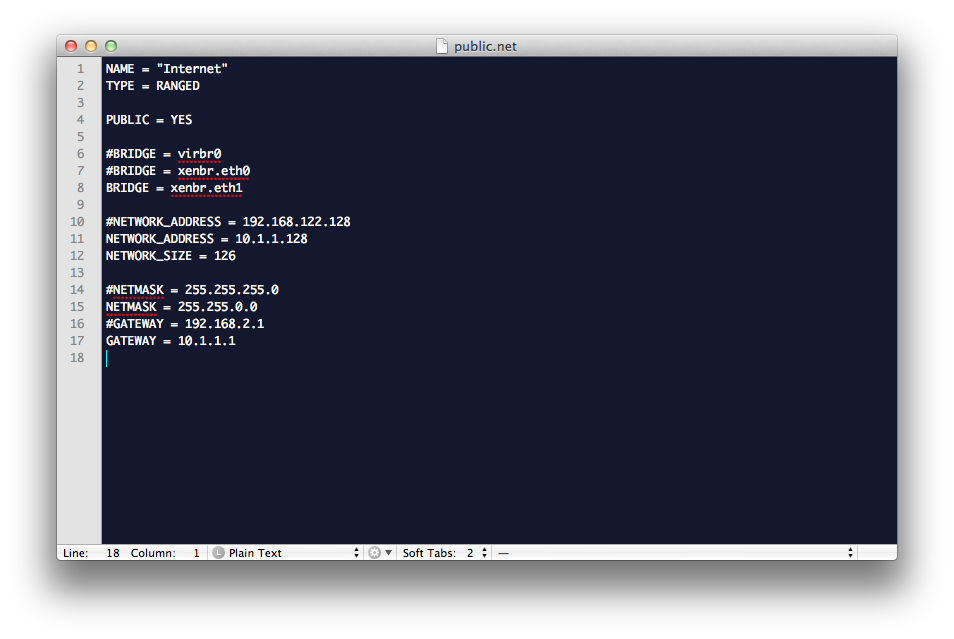 public.net
1 NAME = "Internet"
2 TYPE = RANGED
3
4 PUBLIC = YES
5
6 #BRIDGE = virbr0
7 #BRIDGE = xenbr.eth0
8 BRIDGE = xenbr.eth1
9
10 #NETWORK_ADDRESS = 192.168.122.128
11 NETWORK_ADDRESS = 10.1.1.128
12 NETWORK_SIZE = 126
13
14 #NETMASK = 255.255.255.0
15 NETMASK = 255.255.0.0
16 #GATEWAY = 192.168.2.1
17 GATEWAY = 10.1.1.1
18
Line: 18 Column: 1 L Plain Text Soft Tabs: 2 —